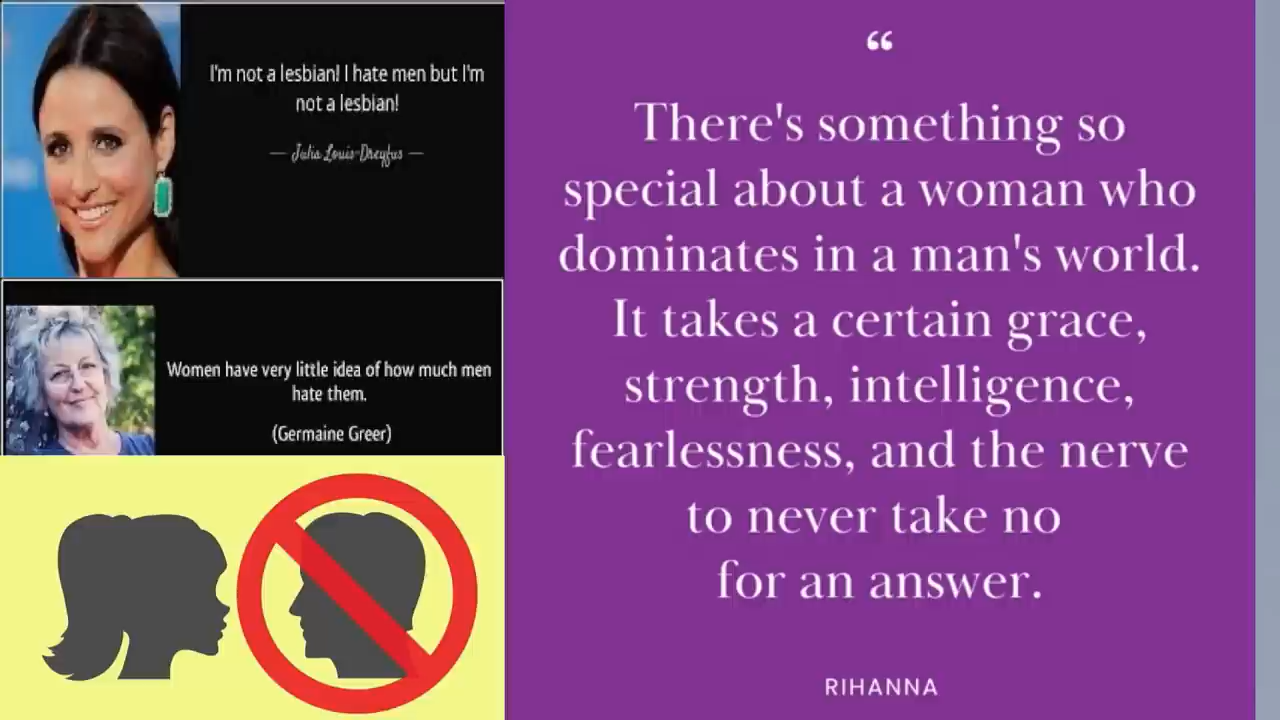 I'm not a lesbian! I hate men but I'm
not a lesbian!
— Julia Louis-Dreyfus —
Women have very little idea of how much men
hate them.
(Germaine Greer)
“
There's something so
special about a woman who
dominates in a man's world.
It takes a certain grace,
strength, intelligence,
fearlessness, and the nerve
to never take no
for an answer.
RIHANNA